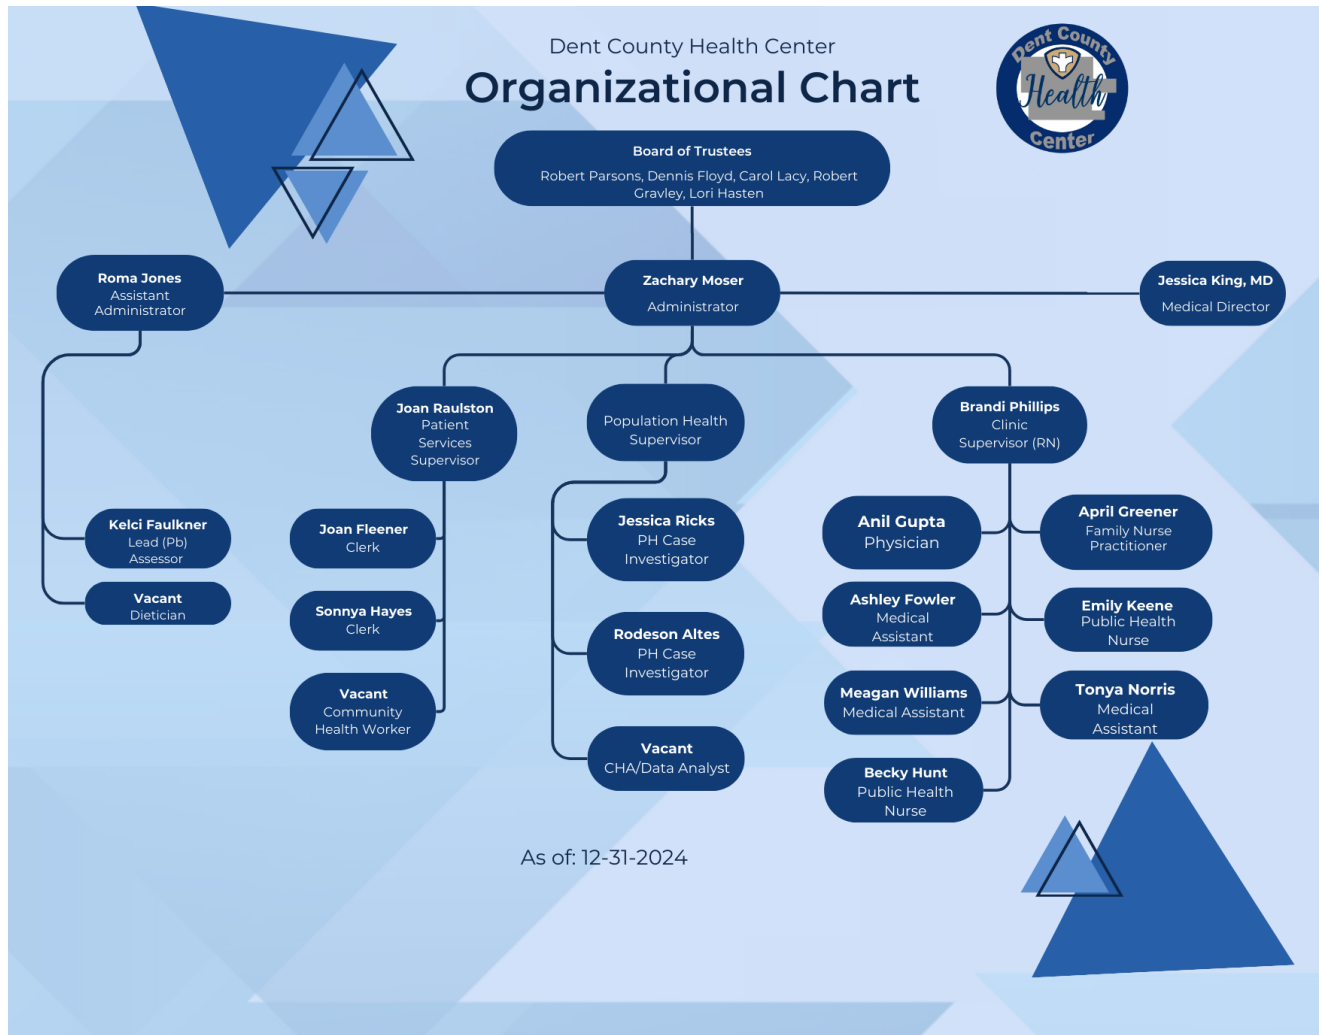 Dent County Health Center
Organizational Chart
Dent County
Health
Center
Board of Trustees
Robert Parsons, Dennis Floyd, Carol Lacy, Robert
Gravley, Lori Hasten
Roma Jones
Assistant
Administrator
Zachary Moser
Administrator
Jessica King, MD
Medical Director
Joan Raulston
Patient
Services
Supervisor
Population Health
Supervisor
Brandi Phillips
Clinic
Supervisor (RN)
Kelci Faulkner
Lead (Pb)
Assessor
Vacant
Dietician
Joan Fleener
Clerk
Sonnya Hayes
Clerk
Vacant
Community
Health Worker
Jessica Ricks
PH Case
Investigator
Rodeson Altes
PH Case
Investigator
Vacant
CHA/Data Analyst
Anil Gupta
Physician
April Greener
Family Nurse
Practitioner
Ashley Fowler
Medical
Assistant
Emily Keene
Public Health
Nurse
Meagan Williams
Medical Assistant
Tonya Norris
Medical
Assistant
Becky Hunt
Public Health
Nurse
As of: 12-31-2024